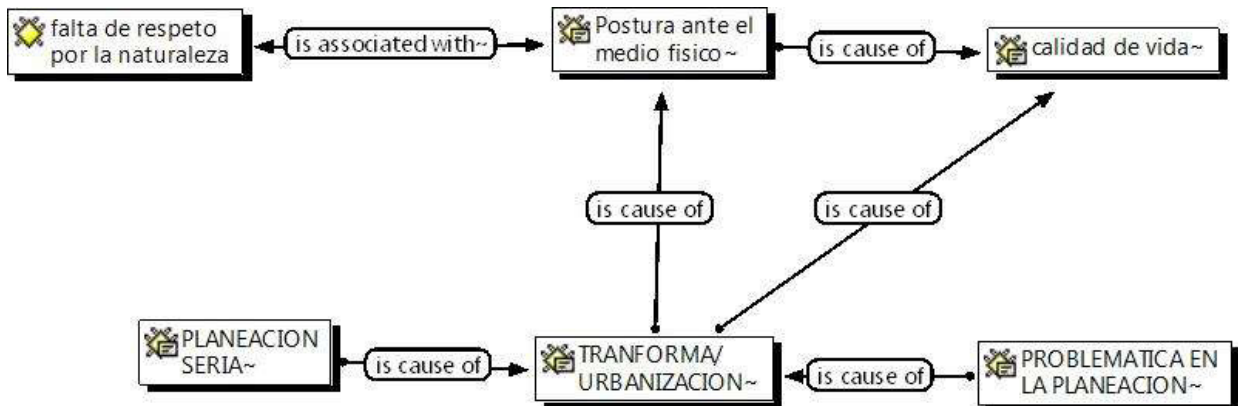 falta de respeto
por la naturaleza
is associated with~
Postura ante el
medio fisico~
is cause of
calidad de vida~
is cause of
is cause of
PLANEACION
SERIA~
is cause of
TRANFORMA/
URBANIZACION~
is cause of
PROBLEMATICA EN
LA PLANEACION~